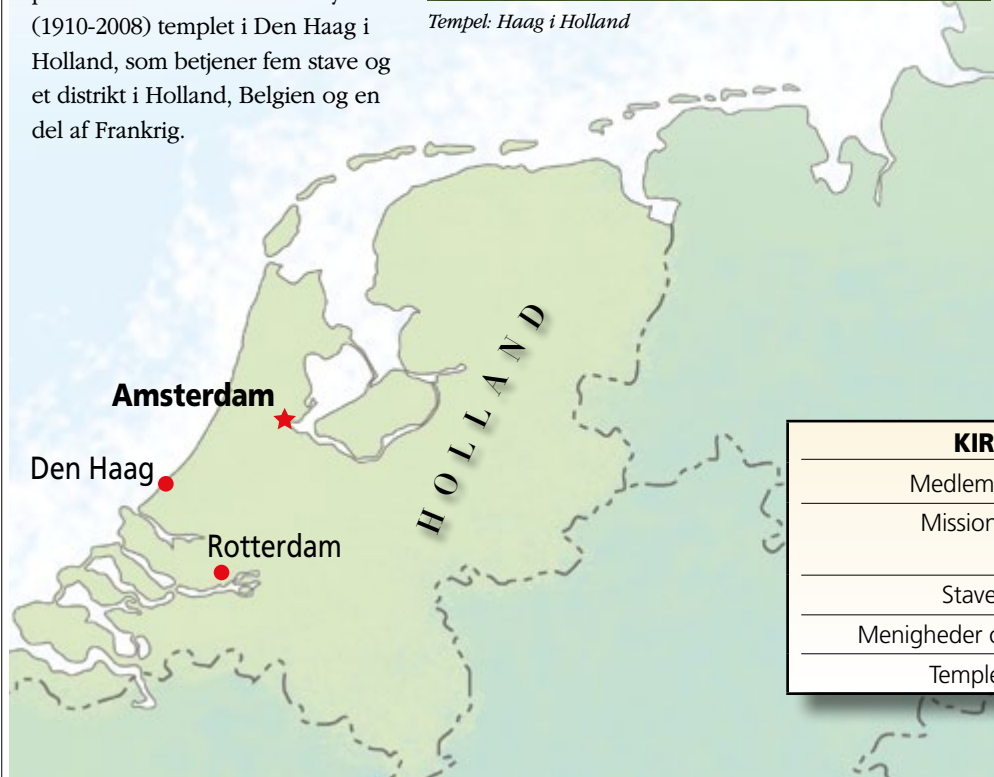 (1910-2008) templet i Den Haag i
Holland, som betjener fem stave og
et distrikt i Holland, Belgien og en
del af Frankrig.
Tempel: Haag i Holland
HOLLAND
Amsterdam
Den Haag
Rotterdam
KIR
Medlem
Mission
Stave
Menigheder
Temple